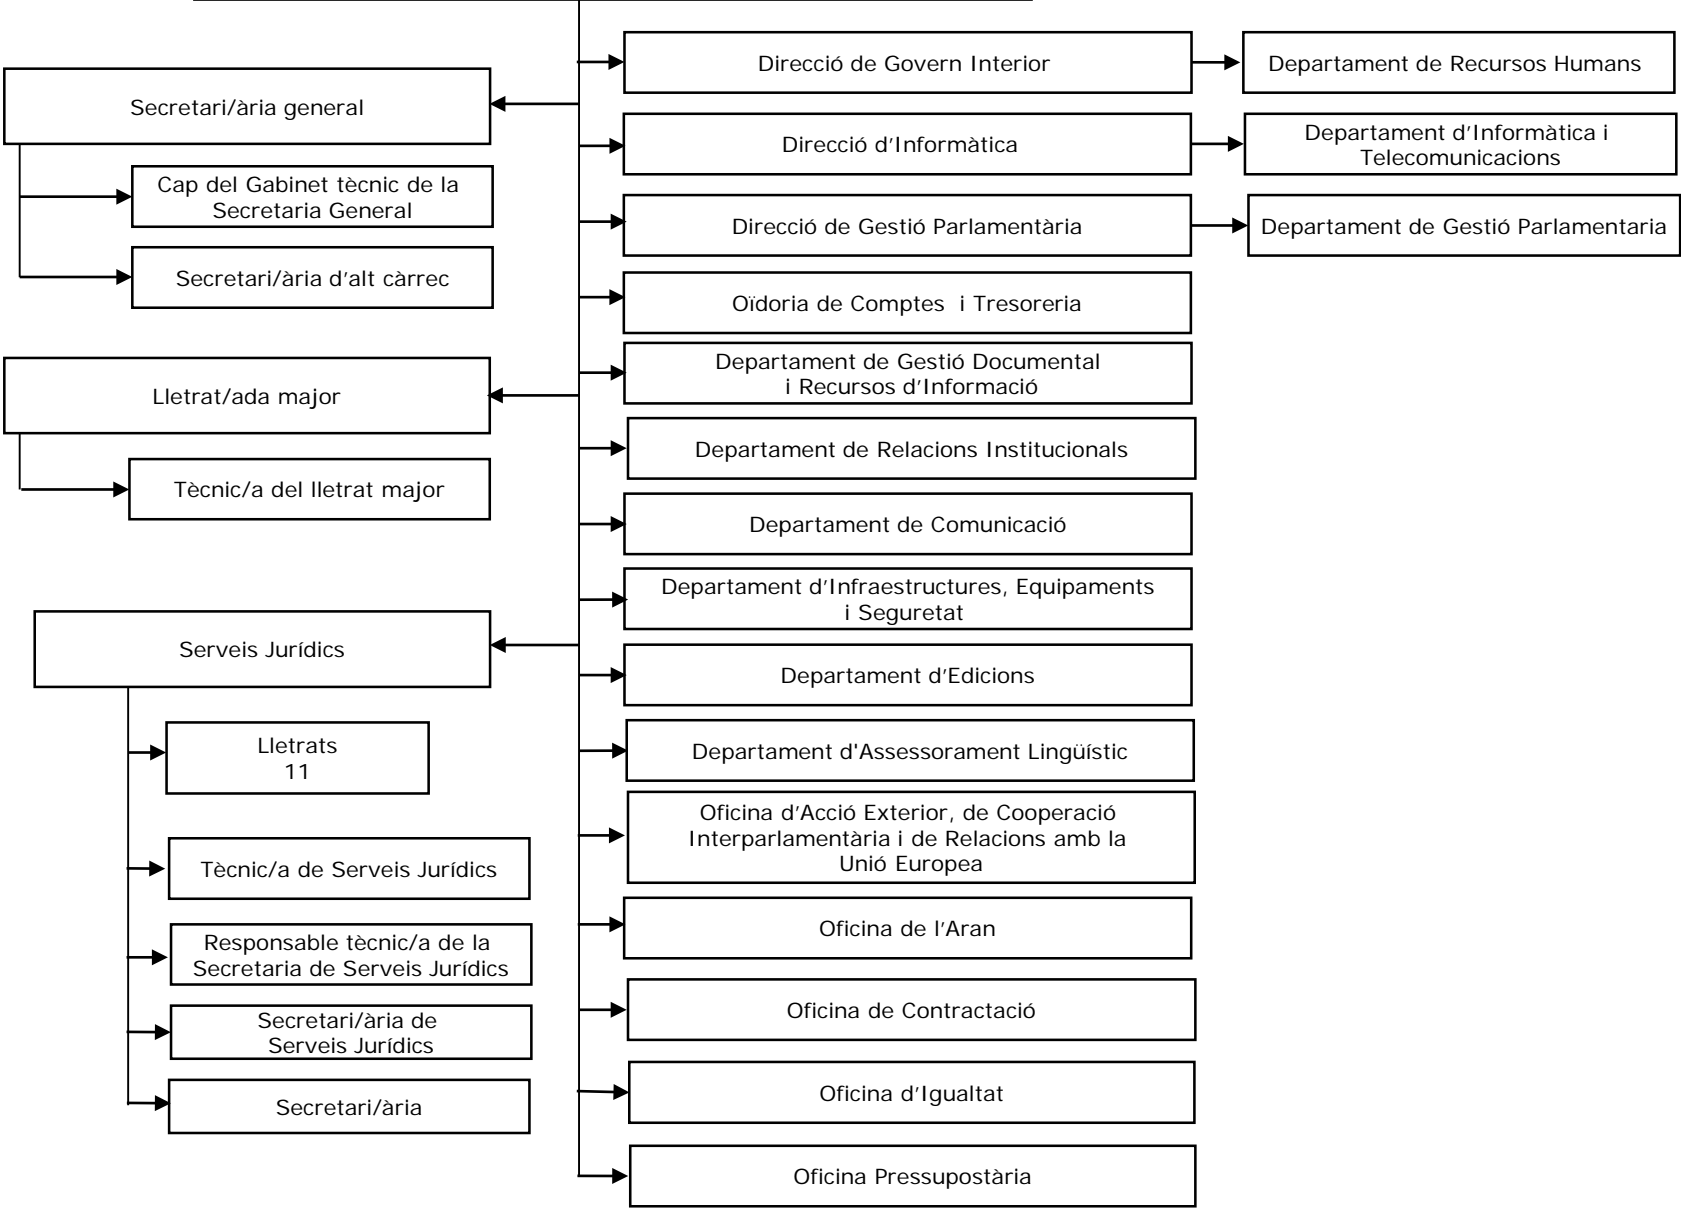 Secretari/ària general
Cap del Gabinet tècnic de la
Secretaria General
Secretari/ària d’alt càrrec
Lletrat/ada major
Tècnic/a del lletrat major
Serveis Jurídics
Lletrats
11
Tècnic/a de Serveis Jurídics
Responsable tècnic/a de la
Secretaria de Serveis Jurídics
Secretari/ària de
Serveis Jurídics
Secretari/ària
Direcció de Govern Interior
Departament de Recursos Humans
Direcció d’Informàtica
Departament d’Informàtica i
Telecomunicacions
Direcció de Gestió Parlamentària
Departament de Gestió Parlamentaria
Oïdoria de Comptes i Tresoreria
Departament de Gestió Documental
i Recursos d’Informació
Departament de Relacions Institucionals
Departament de Comunicació
Departament d’Infraestructures, Equipaments
i Seguretat
Departament d’Edicions
Departament d'Assessorament Lingüístic
Oficina d’Acció Exterior, de Cooperació
Interparlamentària i de Relacions amb la
Unió Europea
Oficina de l’Aran
Oficina de Contractació
Oficina d’Igualtat
Oficina Pressupostària